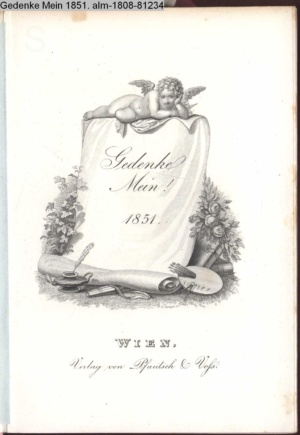 Gedenke Mein 1851. alm-1808-81234
Gedenke
Mein!
1851.
WIEN.
Verlag von Pfautsch & Voß.